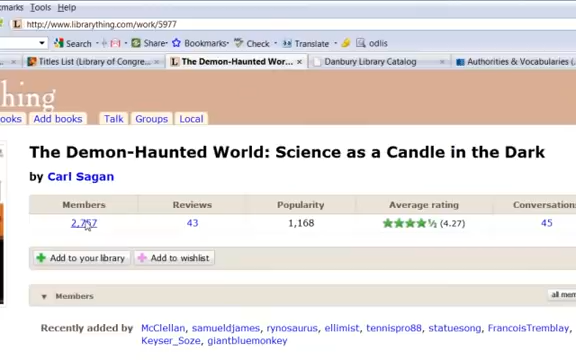 Tools Help
http://www.librarything.com/work/5977
Search Share Bookmarks Check Translate odlis
Titles List (Library of Congre... The Demon-Haunted Wor... Danbury Library Catalog Authorities & Vocabularies (
hing
ooks Add books Talk Groups Local
The Demon-Haunted World: Science as a Candle in the Dark
by Carl Sagan
Members Reviews Popularity Average rating Conversation
43 1,168 (4.27) 45
Add to your library Add to wishlist
Members all mem
Recently added by McClellan, samueldjames, rynosaurus, ellimist, tennispro88, statuesong, FrancoisTremblay,
Keyser_Soze, giantbluemonkey